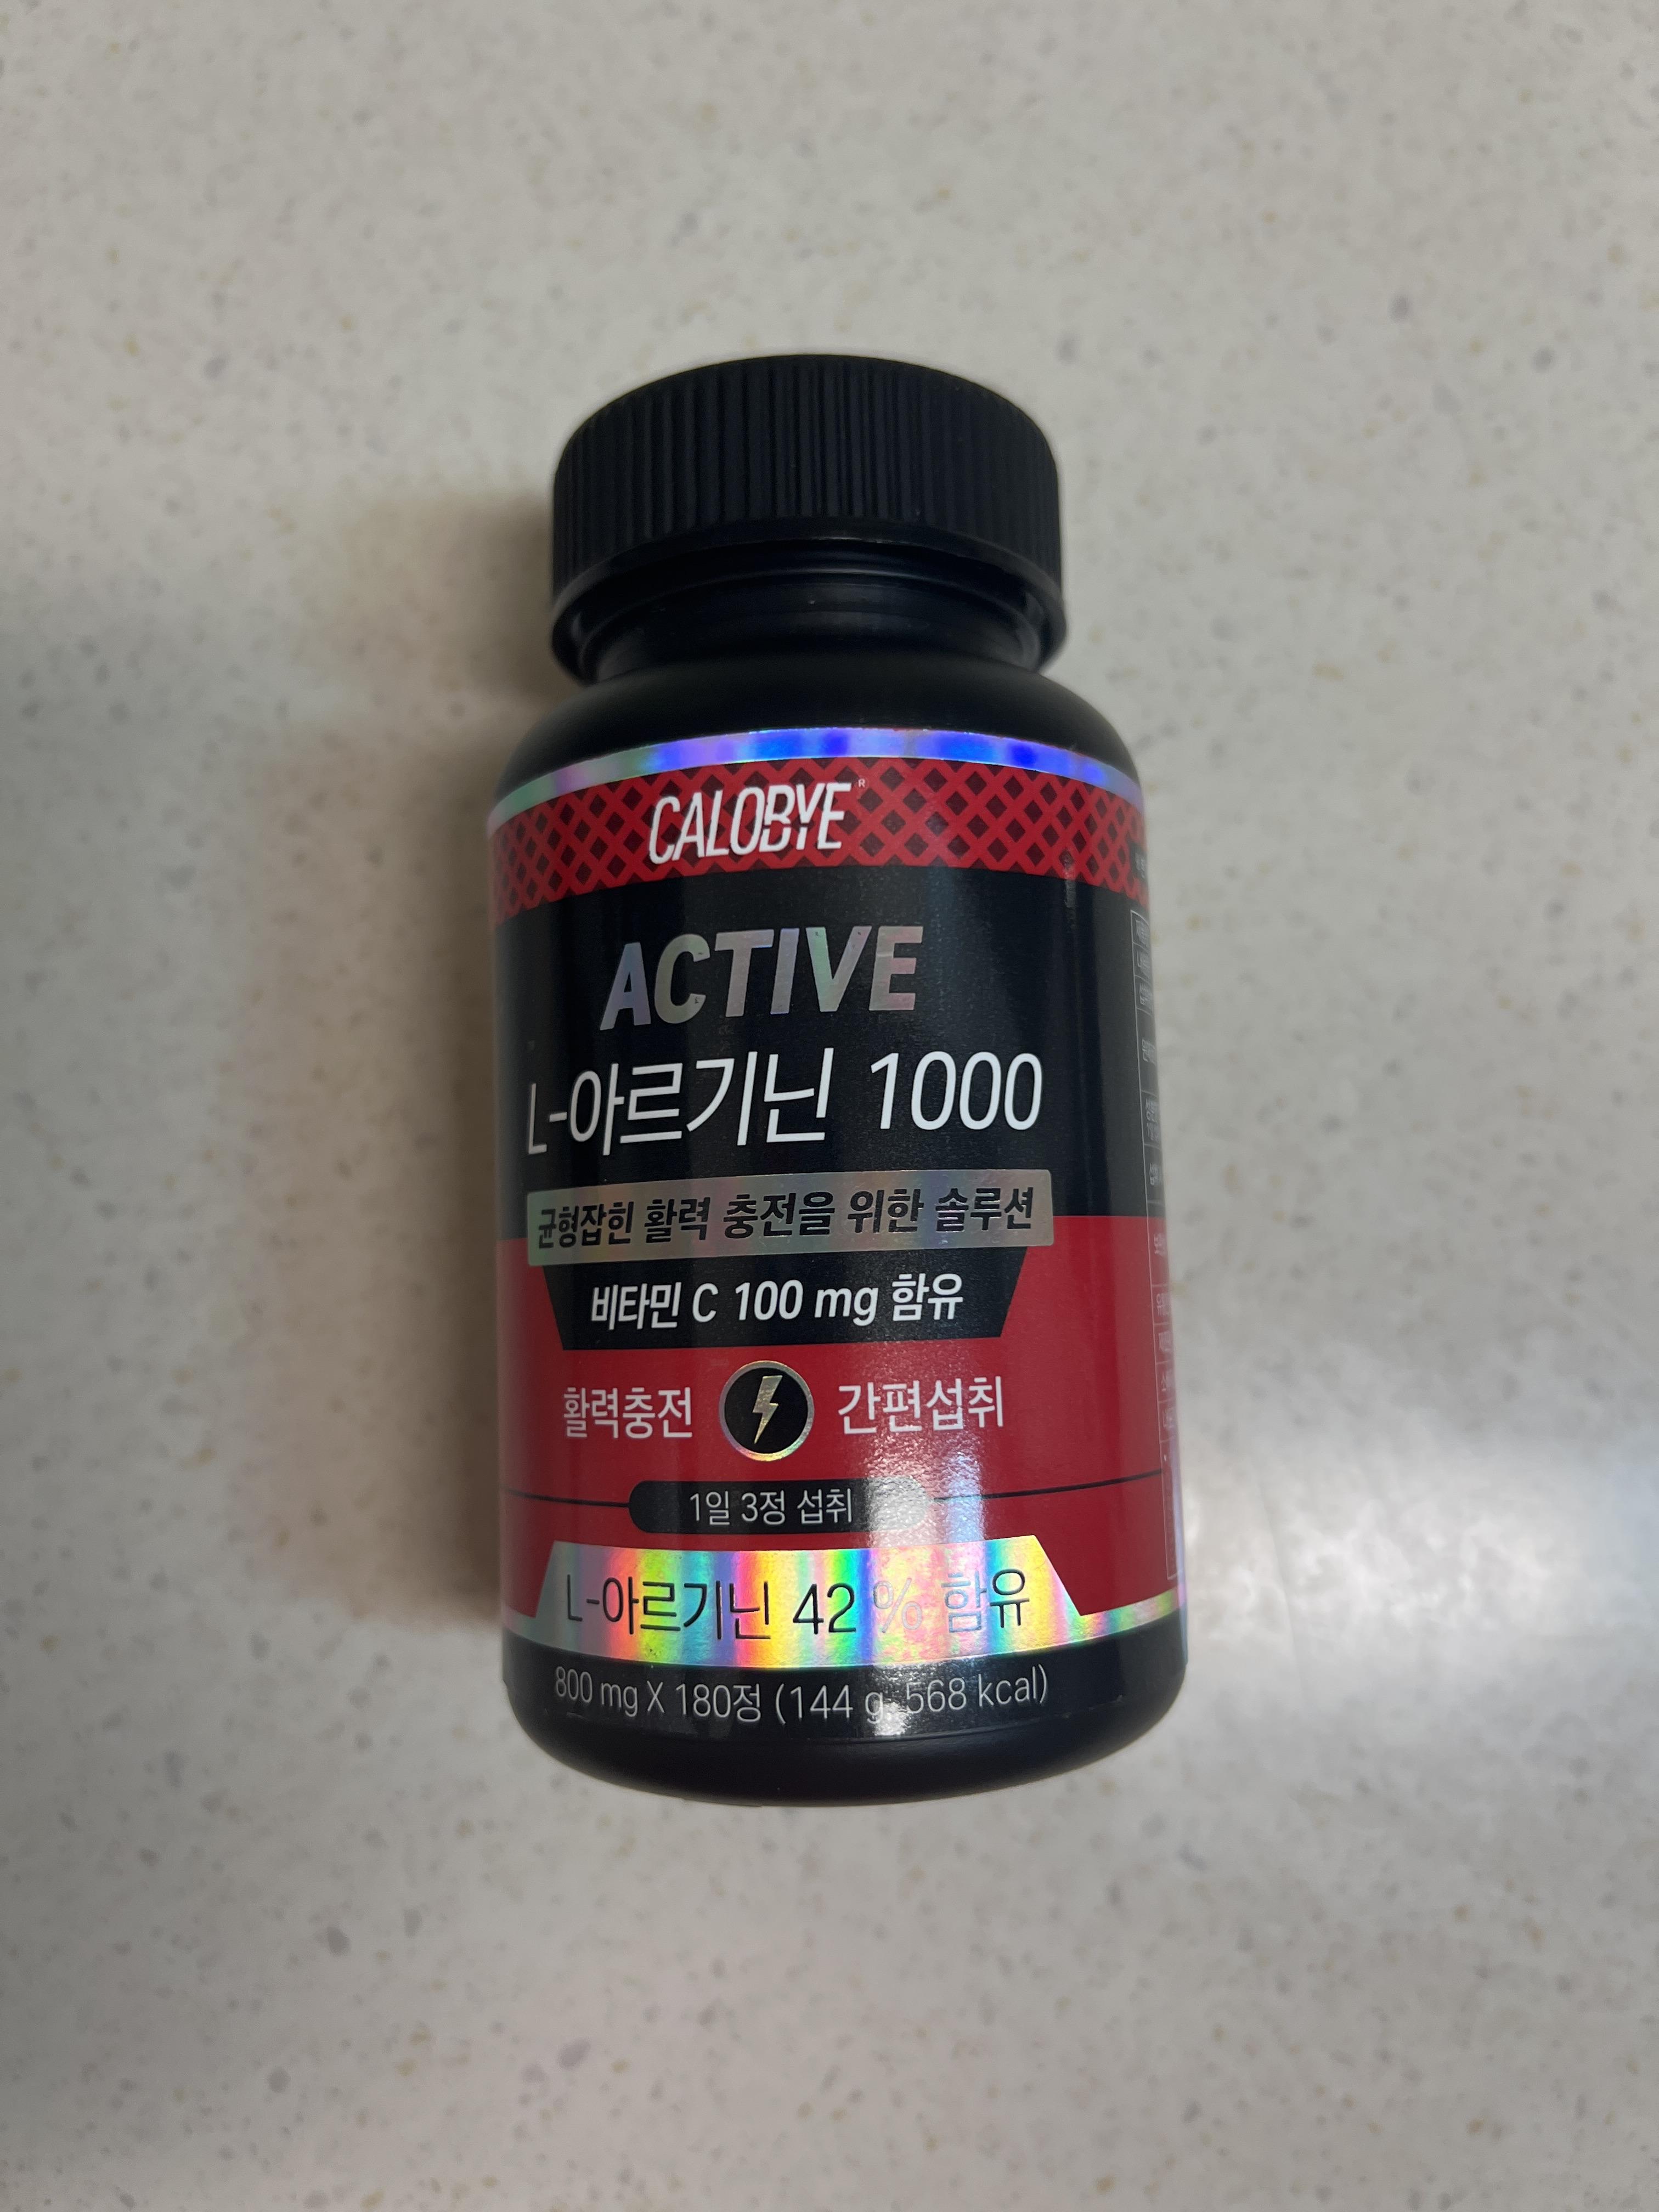 CALOBYE®
ACTIVE
L-아르기닌 1000
균형잡힌 활력 충전을 위한 솔루션
비타민 C 100 mg 함유
활력충전 간편섭취
1일 3정 섭취
L-아르기닌 42% 함유
800 mg X 180정 (144 g, 568 kcal)